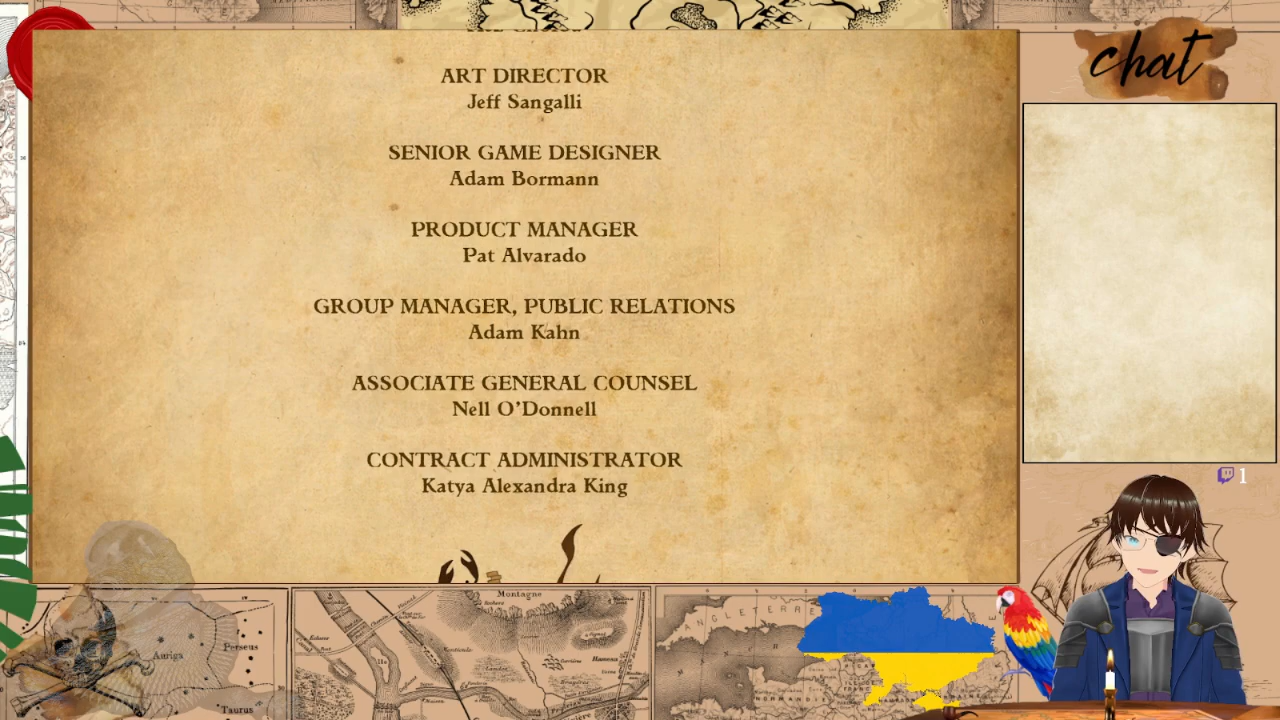 chat
ART DIRECTOR
Jeff Sangalli
SENIOR GAME DESIGNER
Adam Bormann
PRODUCT MANAGER
Pat Alvarado
GROUP MANAGER, PUBLIC RELATIONS
Adam Kahn
ASSOCIATE GENERAL COUNSEL
Nell O'Donnell
CONTRACT ADMINISTRATOR
Katya Alexandra King
1
Montagne
Auriga
Perseus
Taurus